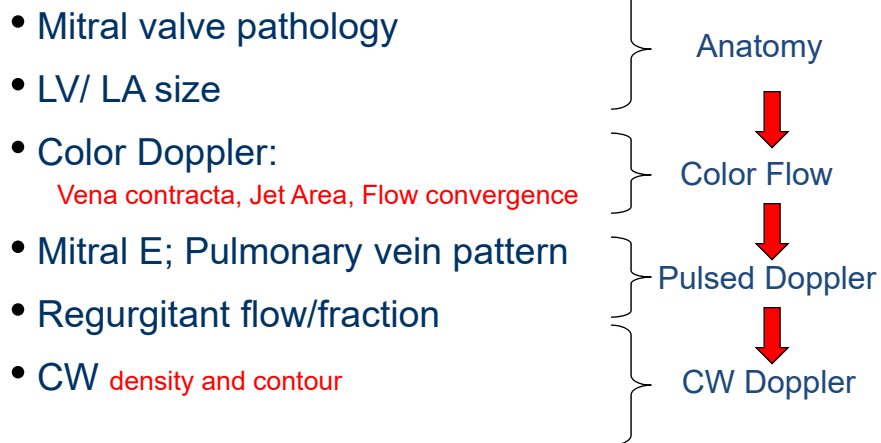 • Mitral valve pathology
• LV/ LA size
Anatomy
• Color Doppler:
Vena contracta, Jet Area, Flow convergence
Color Flow
• Mitral E; Pulmonary vein pattern
Pulsed Doppler
• Regurgitant flow/fraction
• CW density and contour
CW Doppler